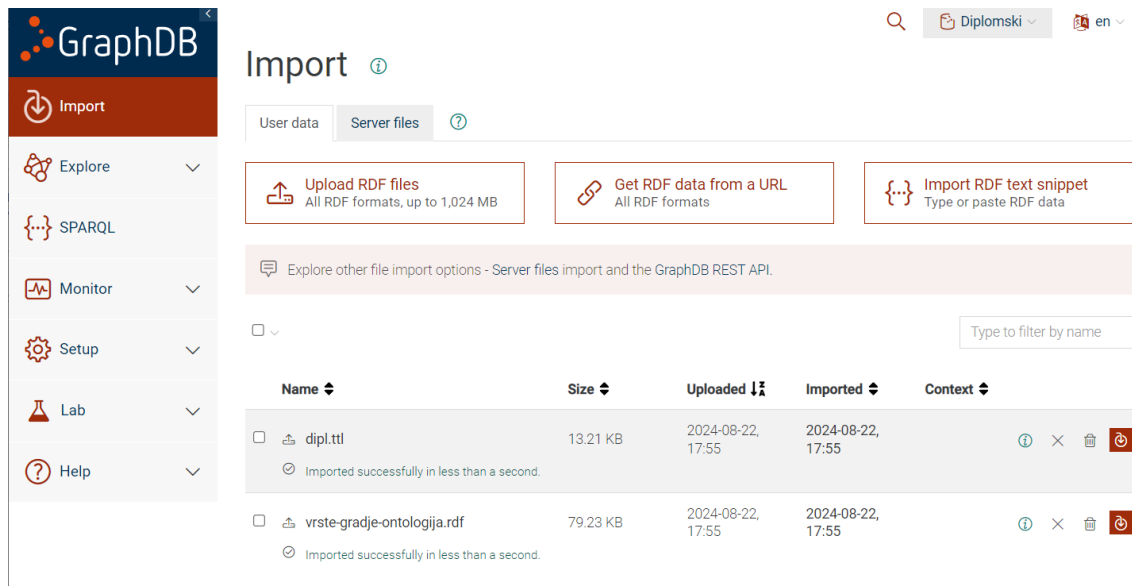 GraphDB
Diplomski
en
Import
Import
User data
Server files
Explore
Upload RDF files
All RDF formats, up to 1,024 MB
Get RDF data from a URL
All RDF formats
Import RDF text snippet
Type or paste RDF data
SPARQL
Explore other file import options - Server files import and the GraphDB REST API.
Monitor
Type to filter by name
Setup
Name
Size
Uploaded
Imported
Context
Lab
dipl.ttl
13.21 KB
2024-08-22,
17:55
2024-08-22,
17:55
Imported successfully in less than a second.
Help
vrste-gradje-ontologija.rdf
79.23 KB
2024-08-22,
17:55
2024-08-22,
17:55
Imported successfully in less than a second.